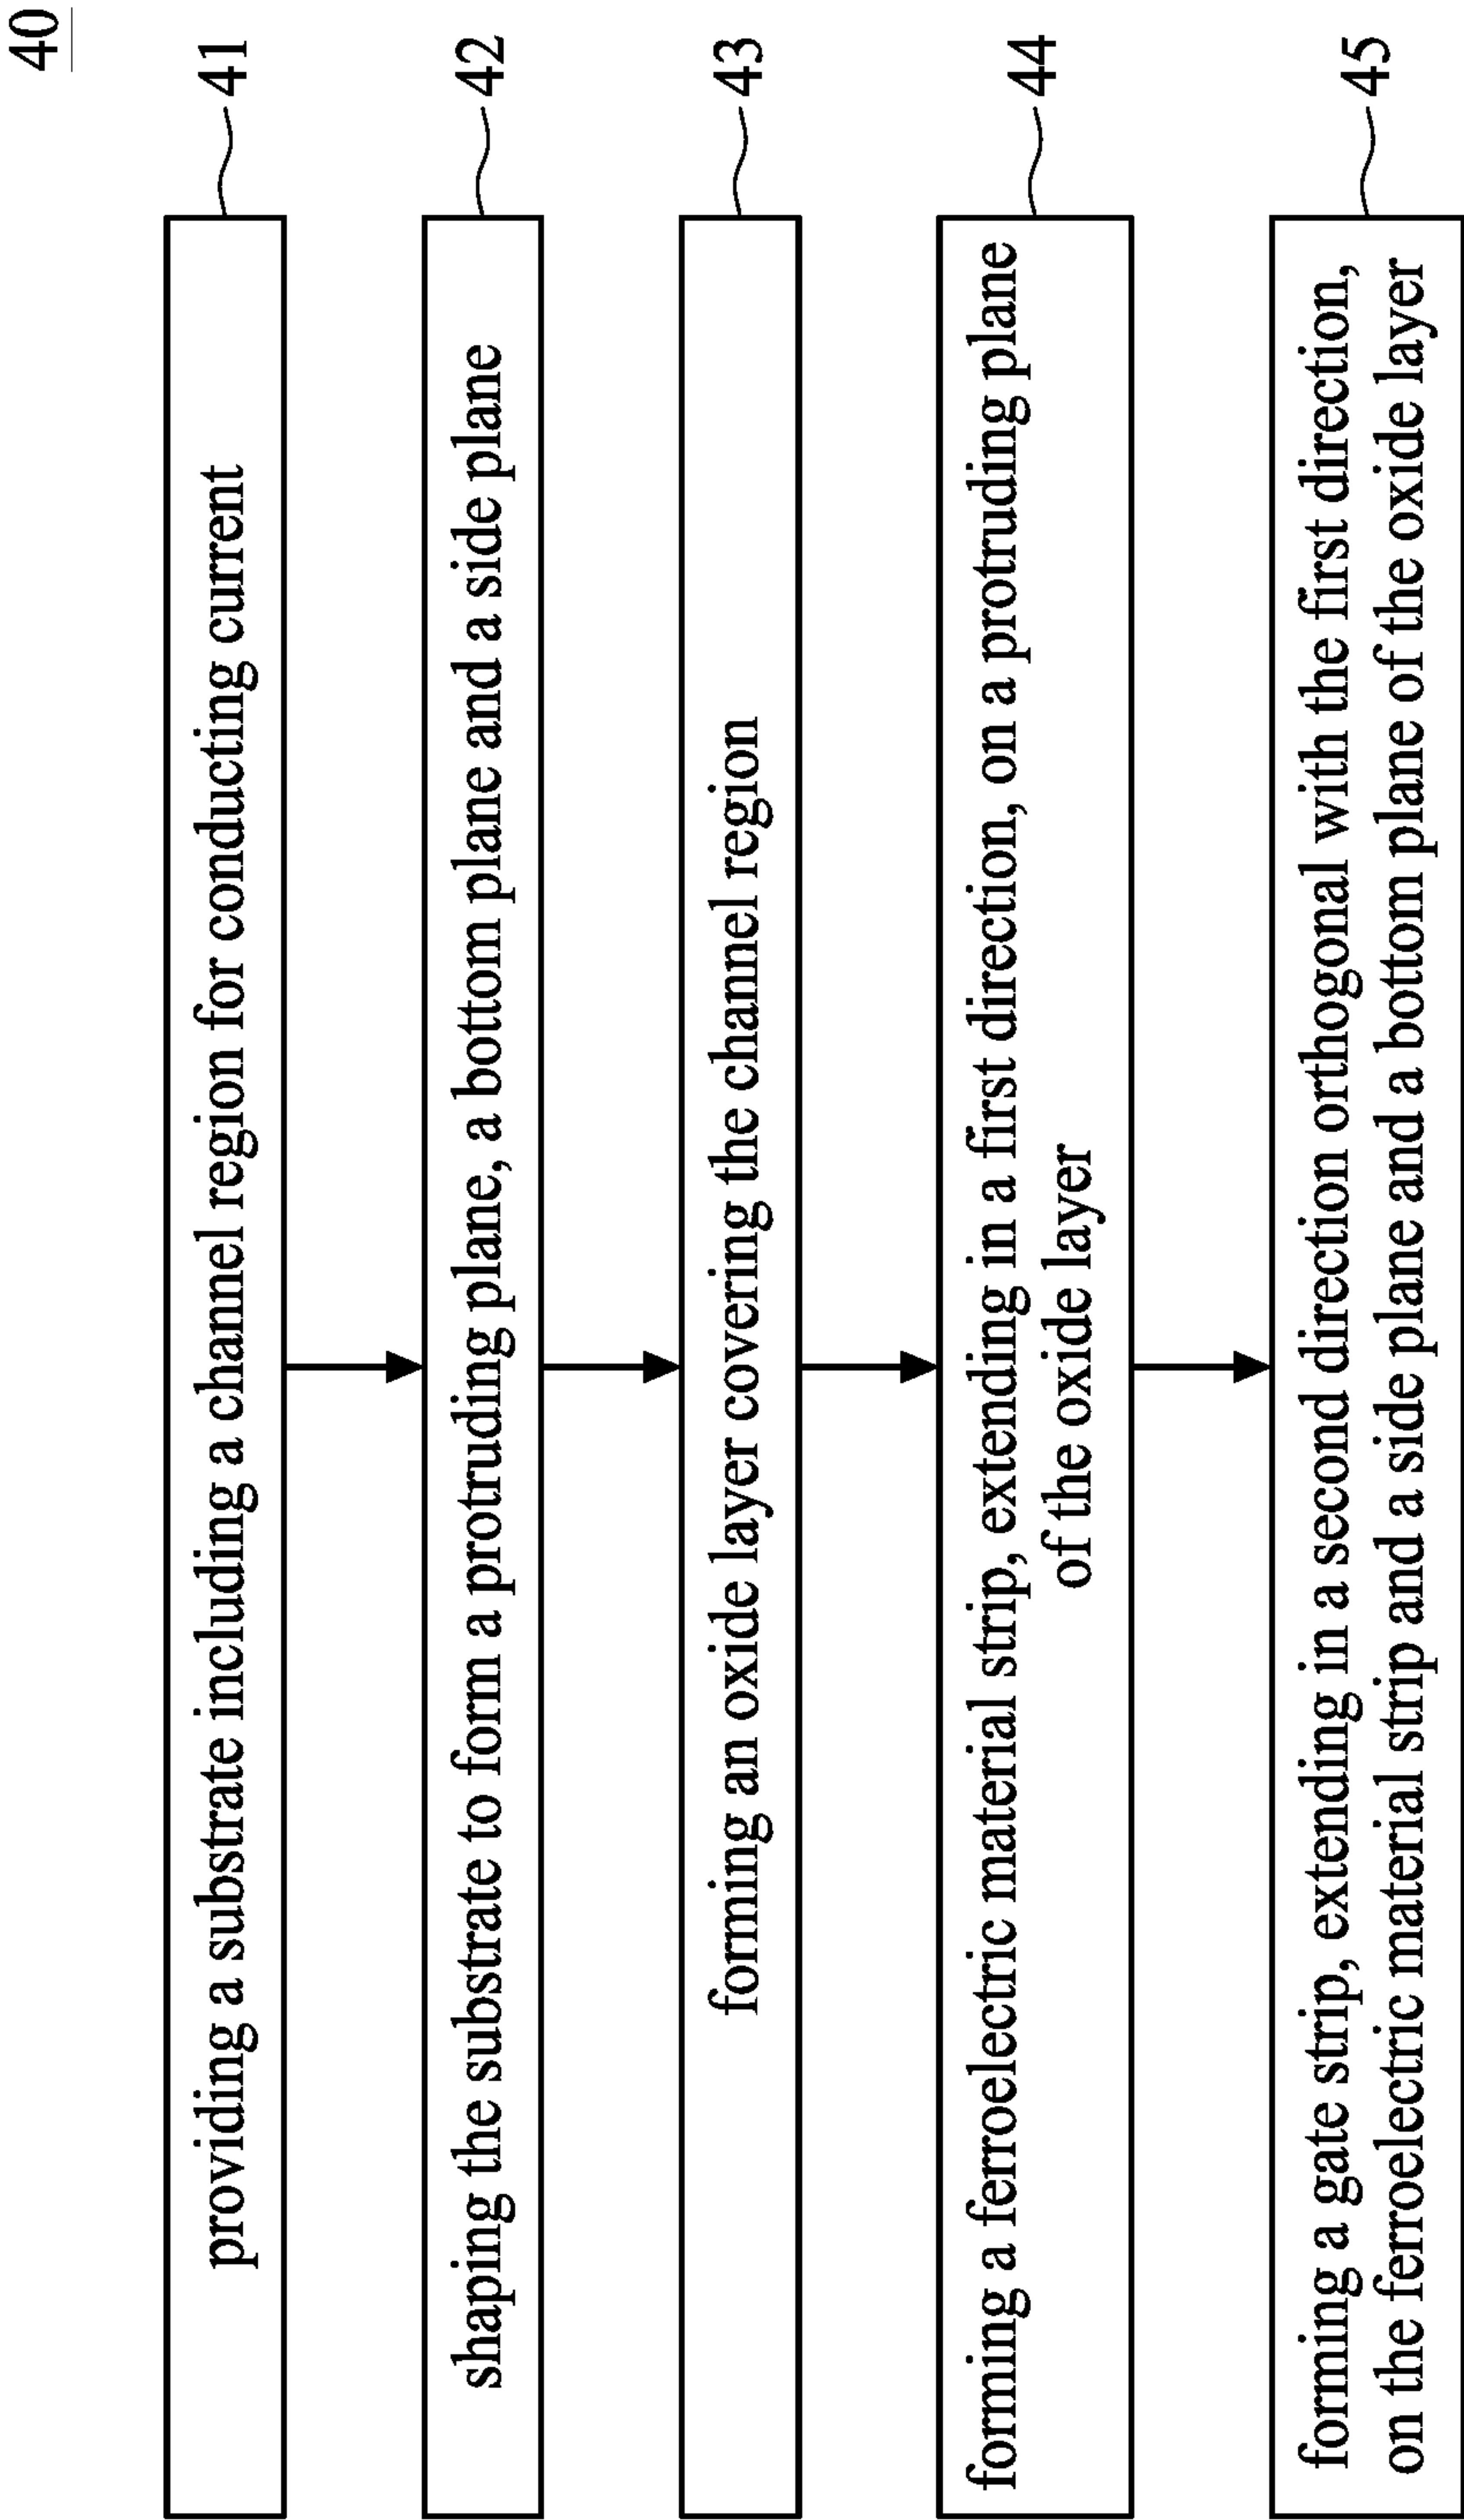 40
providing a substrate including a channel region for conducting current
41
shaping the substrate to form a protruding plane, a bottom plane and a side plane
42
forming an oxide layer covering the channel region
43
forming a ferroelectric material strip, extending in a first direction, on a protruding plane
of the oxide layer
44
forming a gate strip, extending in a second direction orthogonal with the first direction,
on the ferroelectric material strip and a side plane and a bottom plane of the oxide layer
45